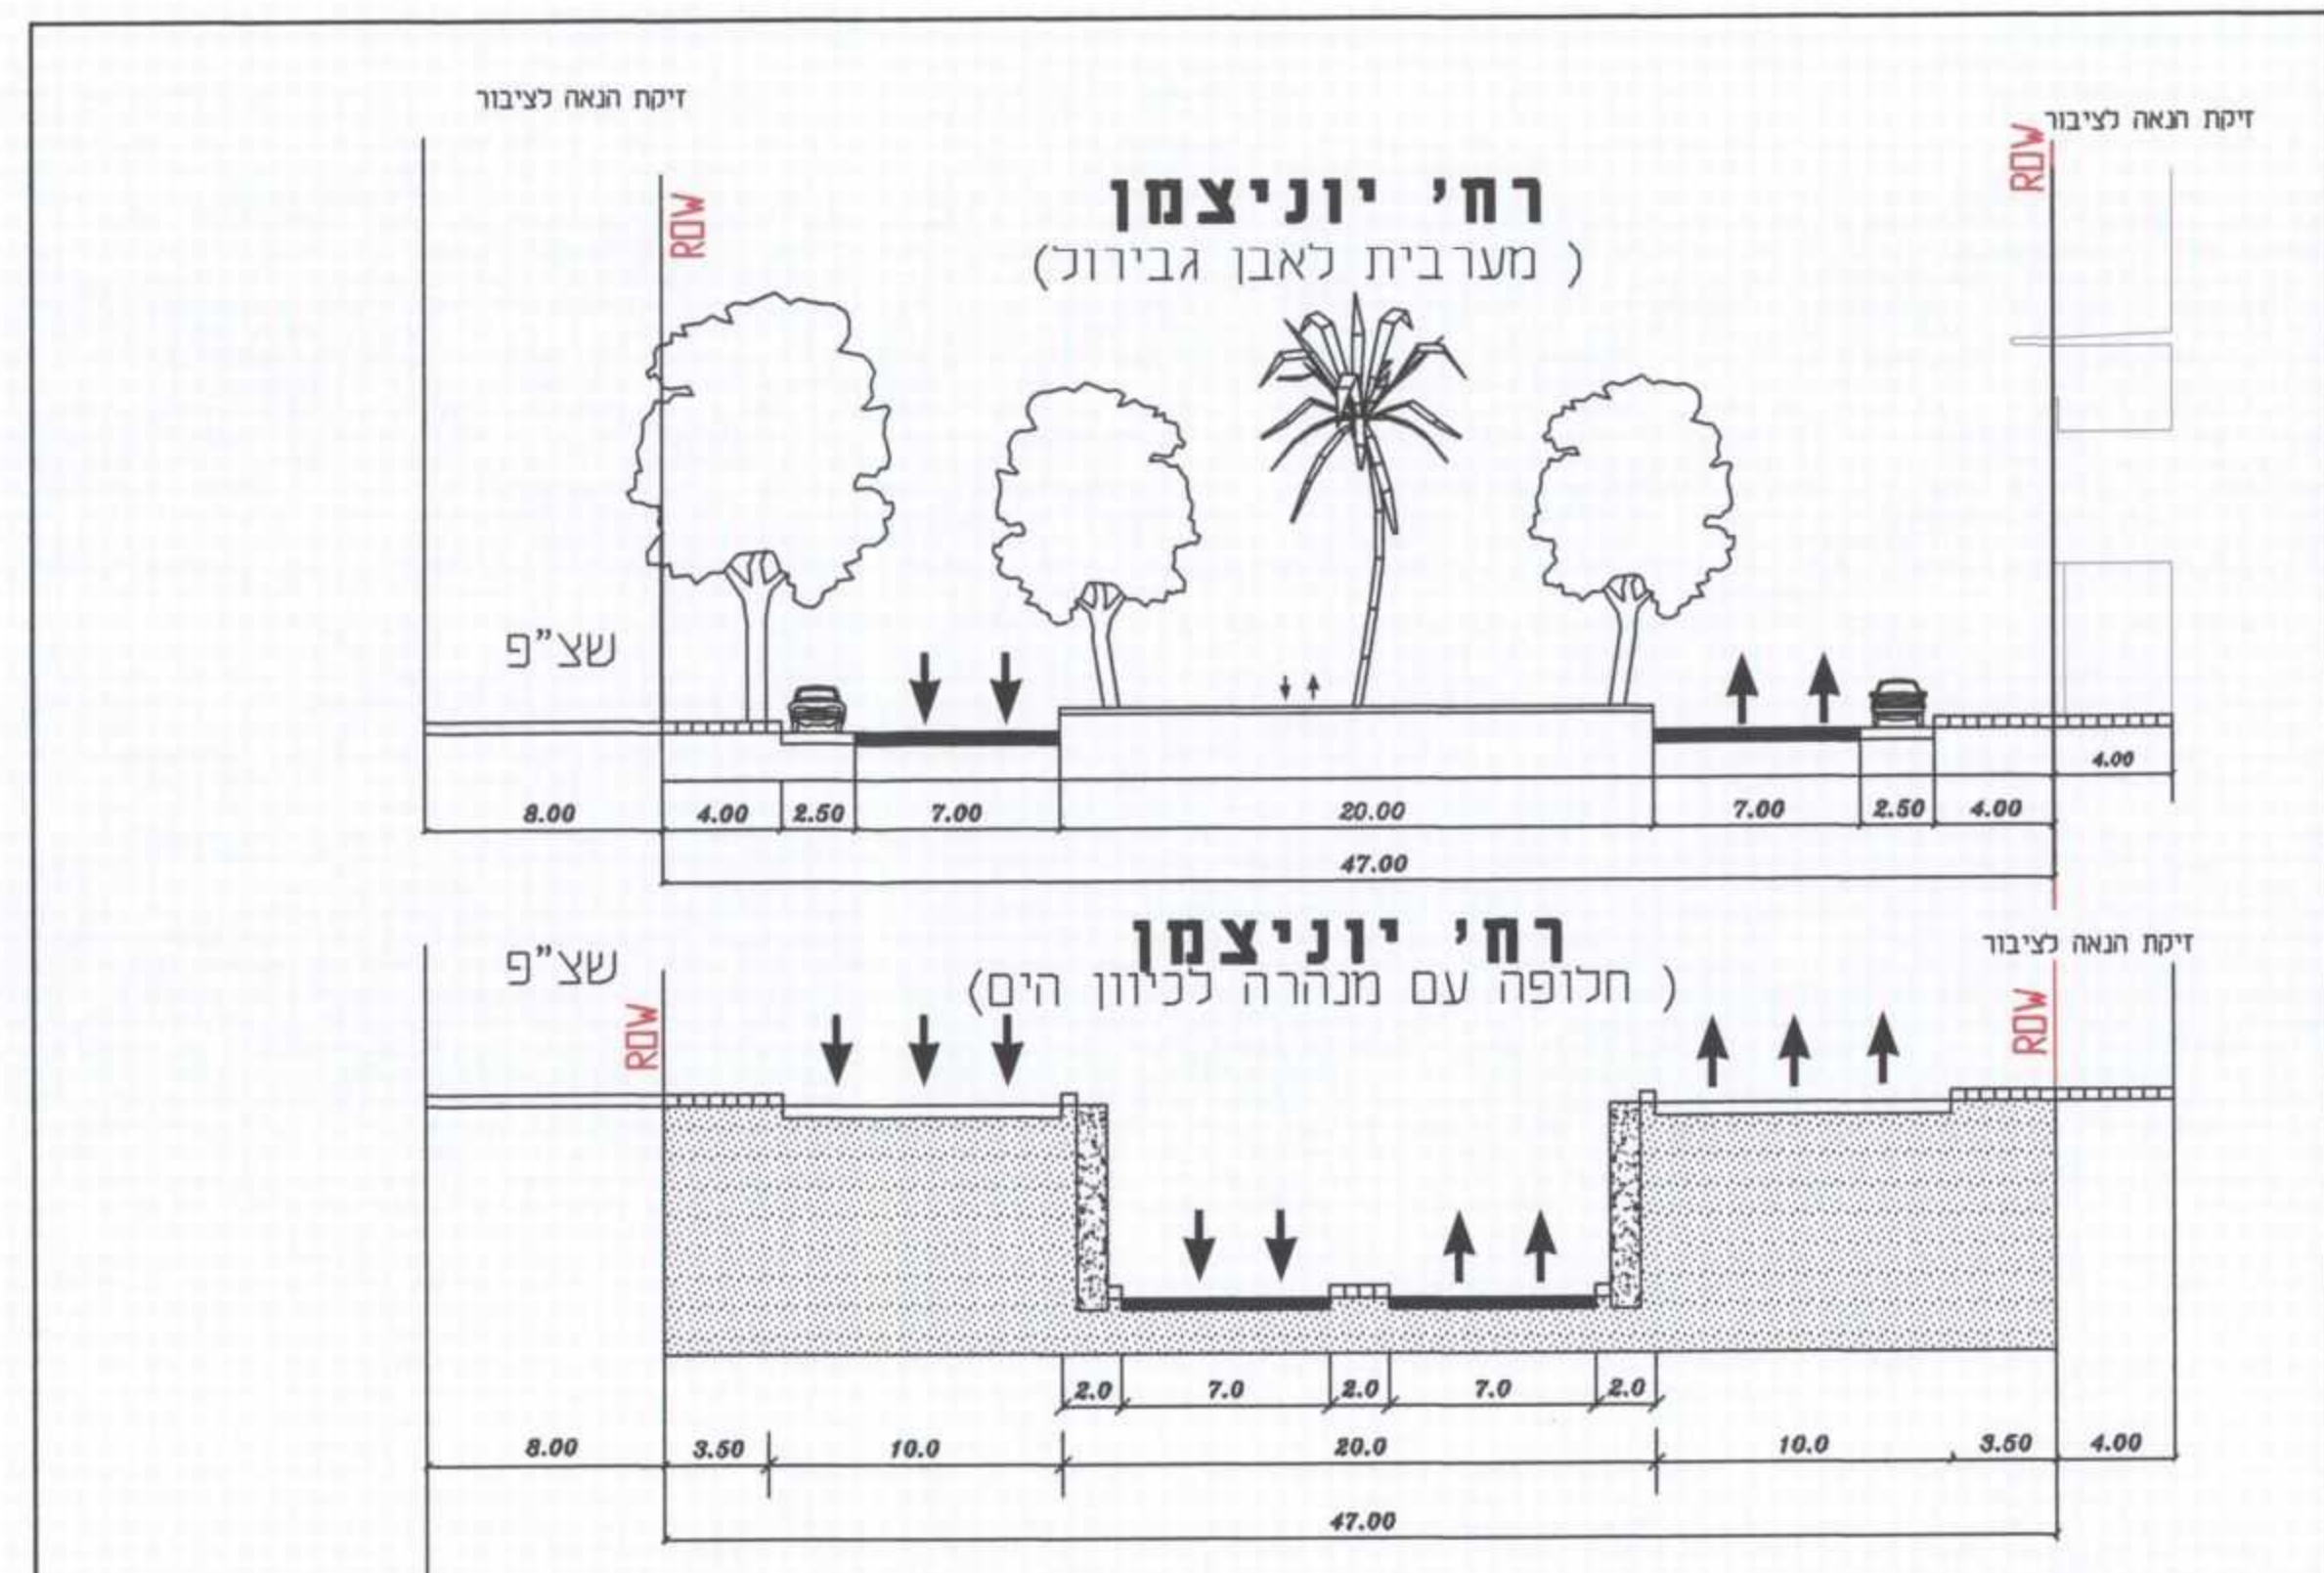 זיקת הנאה לציבור
זיקת הנאה לציבור
ROW
ROW
רח' יוניצמן
( מערבית לאבן גבירול)
שצ"פ
4.00
8.00 4.00 2.50 7.00 20.00 7.00 2.50 4.00
47.00
רח' יוניצמן
( חלופה עם מנהרה לכיוון הים)
שצ"פ
זיקת הנאה לציבור
ROW
ROW
2.0 7.0 2.0 7.0 2.0
8.00 3.50 10.0 20.0 10.0 3.50 4.00
47.00